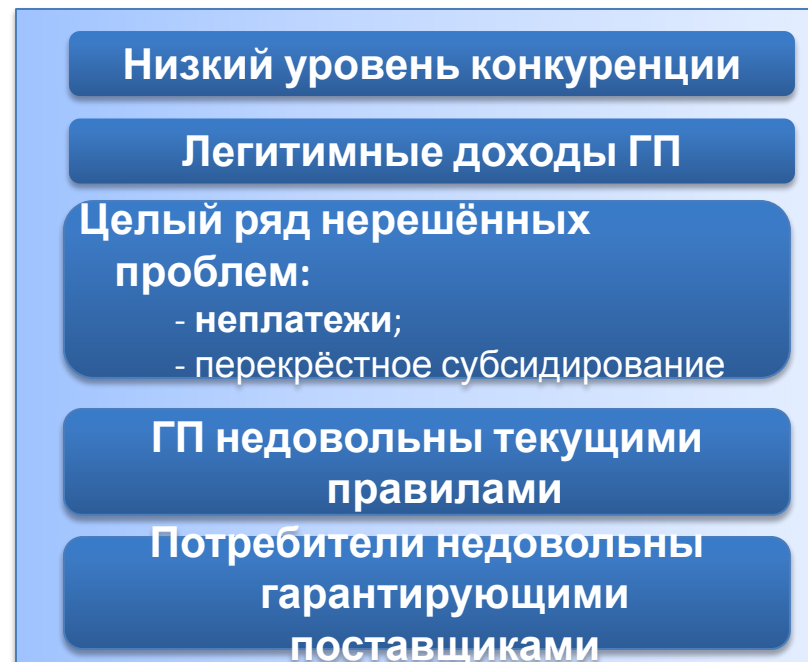 Низкий уровень конкуренции
Легитимные доходы ГП
Целый ряд нерешённых
проблем:
- неплатежи;
- перекрёстное субсидирование
ГП недовольны текущими
правилами
Потребители недовольны
гарантирующими
поставщиками